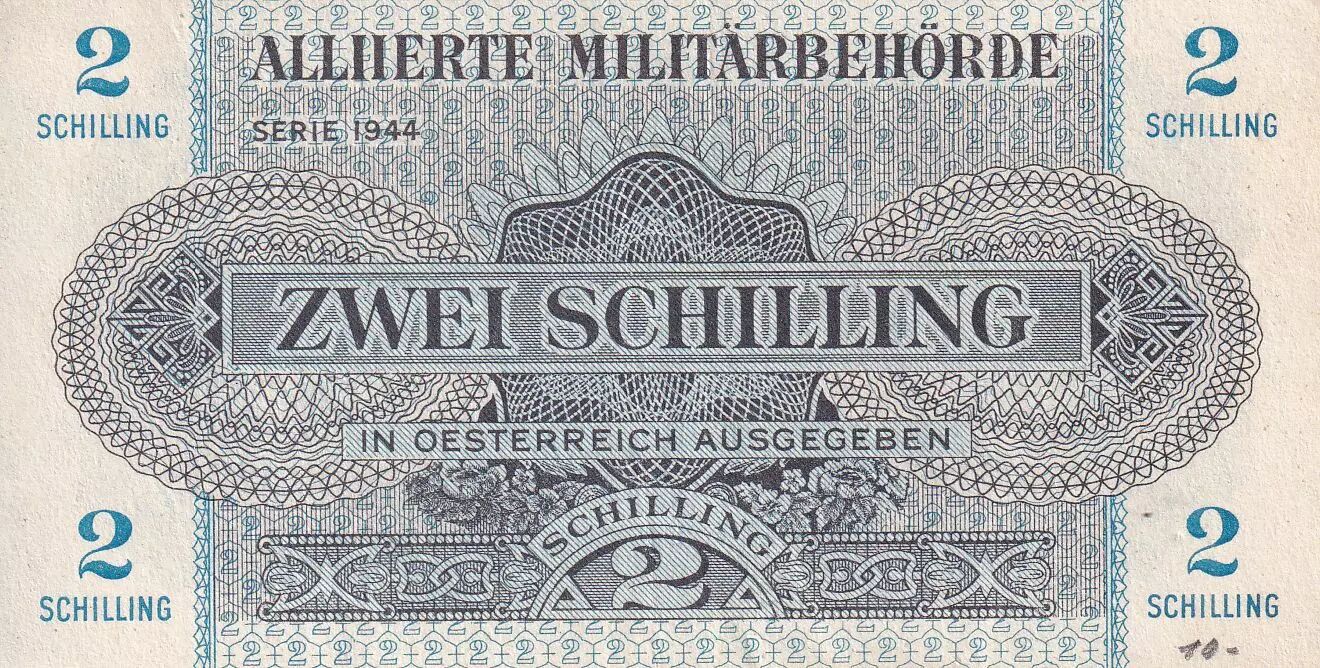 2
SCHILLING
ALLIIERTE MILITÄRBEHÖRDE
2
SCHILLING
SERIE 1944
ZWEI SCHILLING
IN OESTERREICH AUSGEGEBEN
2
SCHILLING
SCHILLING
2
2
SCHILLING
10-